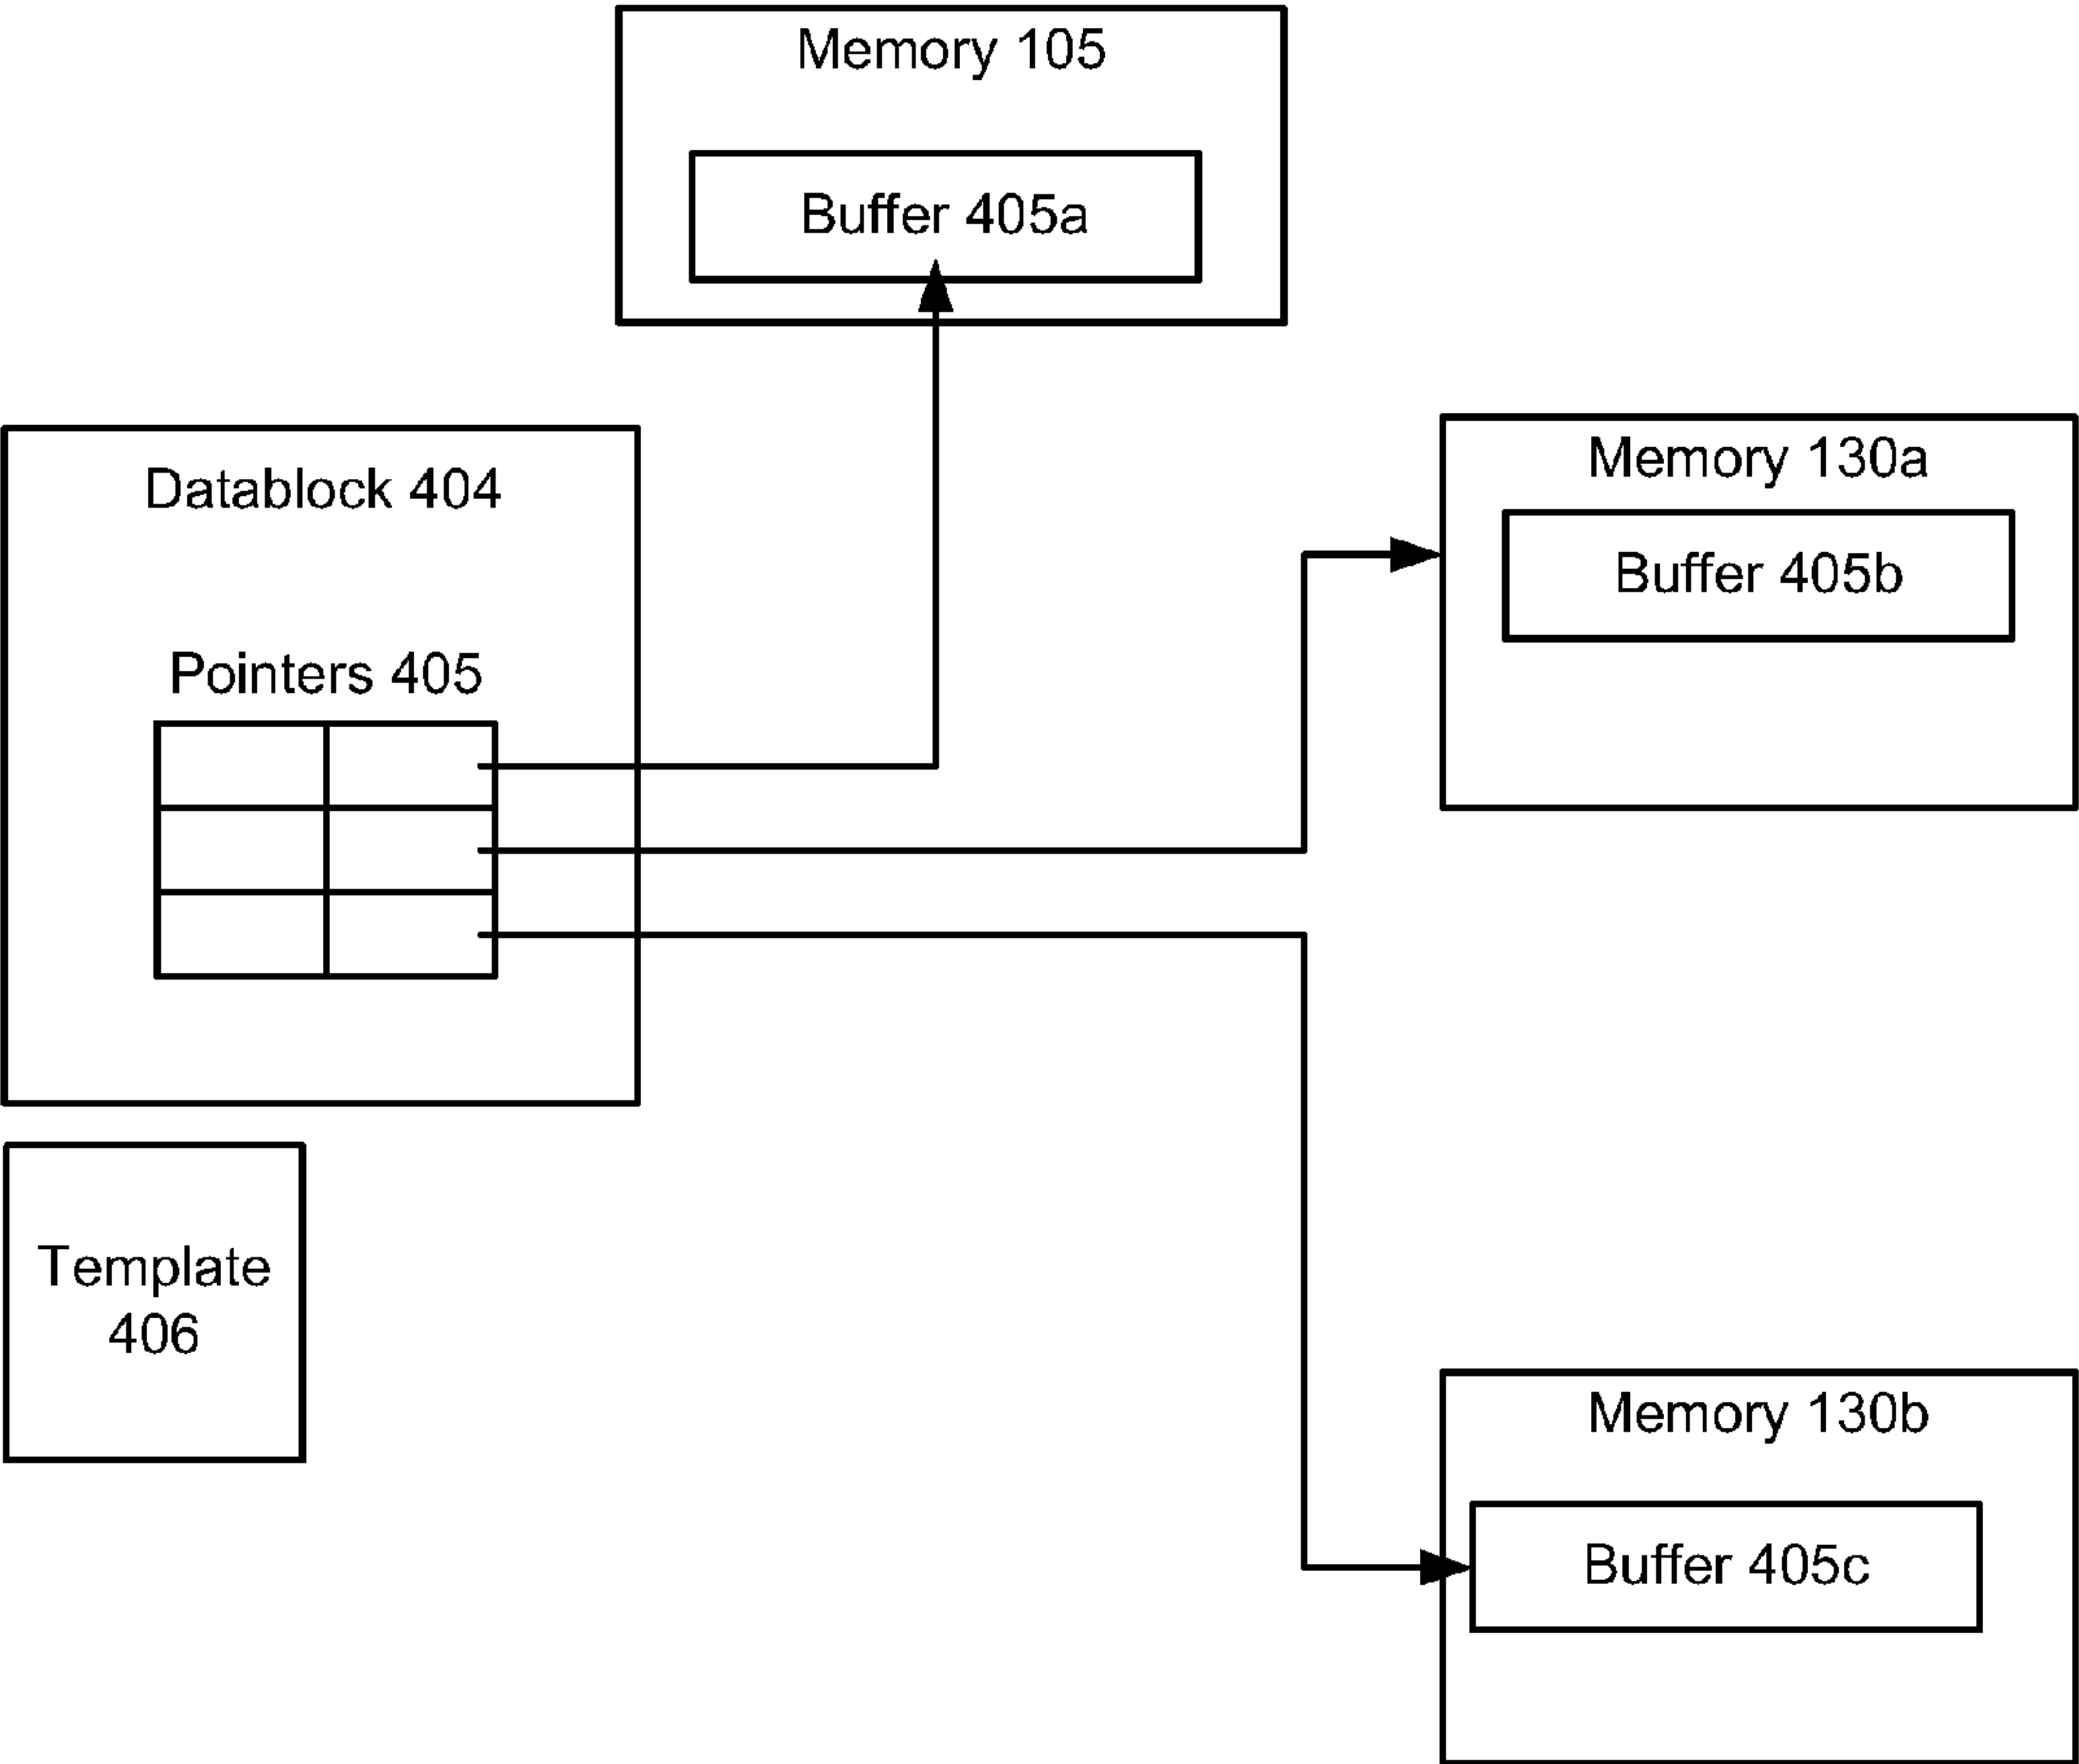 Memory 105
Buffer 405a
Datablock 404
Pointers 405
Memory 130a
Buffer 405b
Template
406
Memory 130b
Buffer 405c